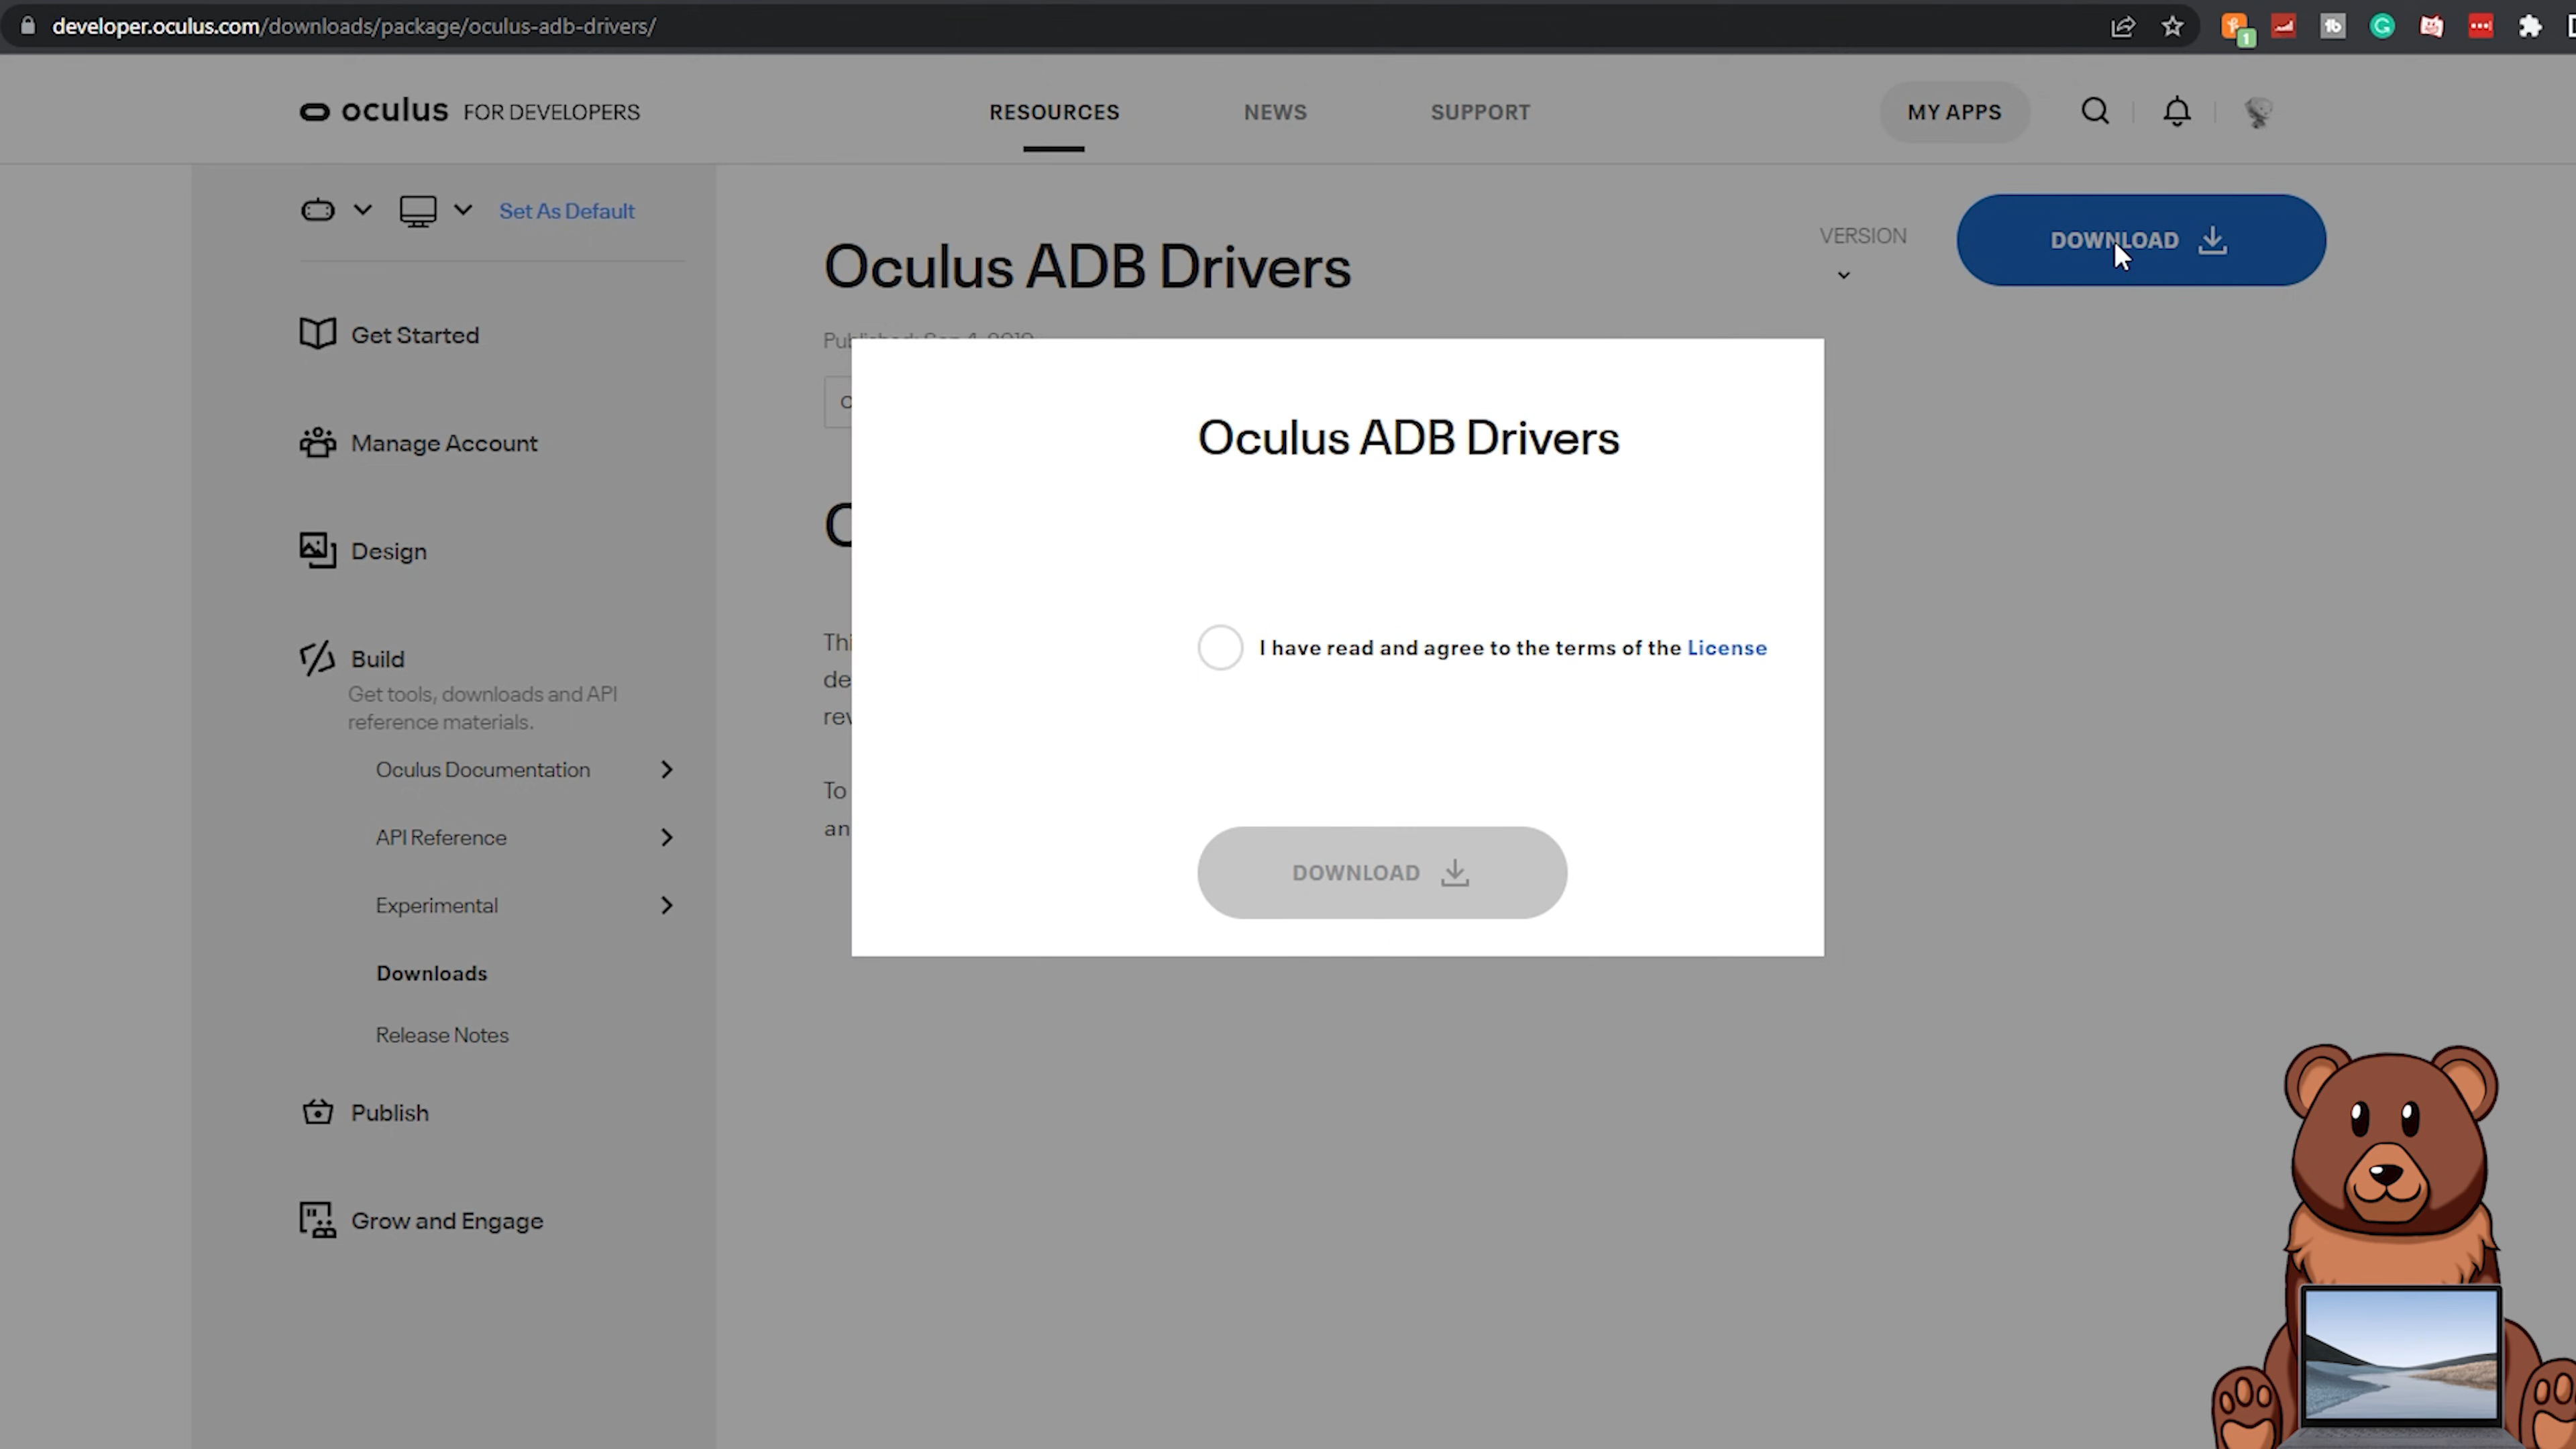 developer.oculus.com/downloads/package/oculus-adb-drivers/
1
oculus FOR DEVELOPERS
RESOURCES
NEWS
SUPPORT
MY APPS
Set As Default
VERSION
DOWNLOAD
Oculus ADB Drivers
Get Started
Manage Account
Design
Build
Get tools, downloads and API
reference materials.
Oculus Documentation
API Reference
Experimental
Downloads
Release Notes
Publish
Grow and Engage
Oculus ADB Drivers
I have read and agree to the terms of the License
DOWNLOAD
To